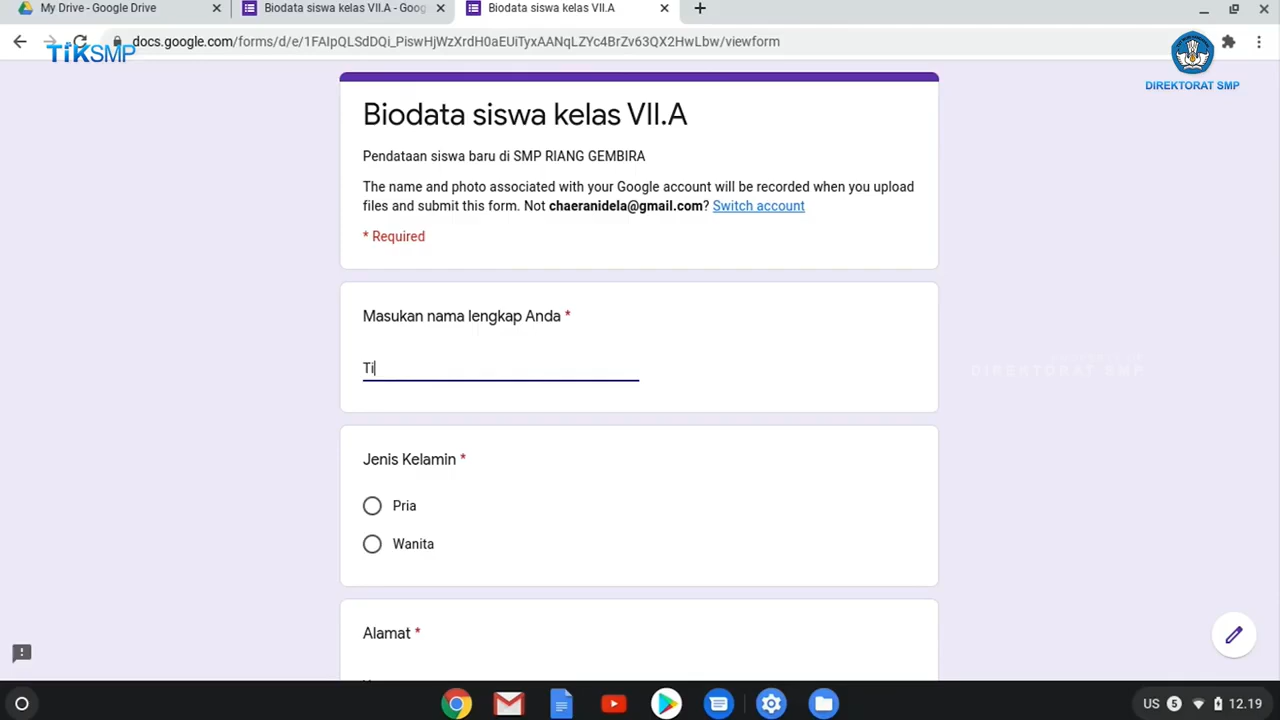 My Drive - Google Drive
Biodata siswa kelas VII.A - Goog
Biodata siswa kelas VII.A
docs.google.com/forms/d/e/1FAIpQLSdDQi_PiswHjWzXrdH0aEUiTyxAANqLZYc4BrZv63QX2HwLbw/viewform
TikSMP
DIREKTORAT SMP
Biodata siswa kelas VII.A
Pendataan siswa baru di SMP RIANG GEMBIRA
The name and photo associated with your Google account will be recorded when you upload
files and submit this form. Not chaeranidela@gmail.com? Switch account
* Required
Masukan nama lengkap Anda *
Ti
DIREKTORAT SMP
Jenis Kelamin *
Pria
Wanita
Alamat *
US 5 12.19